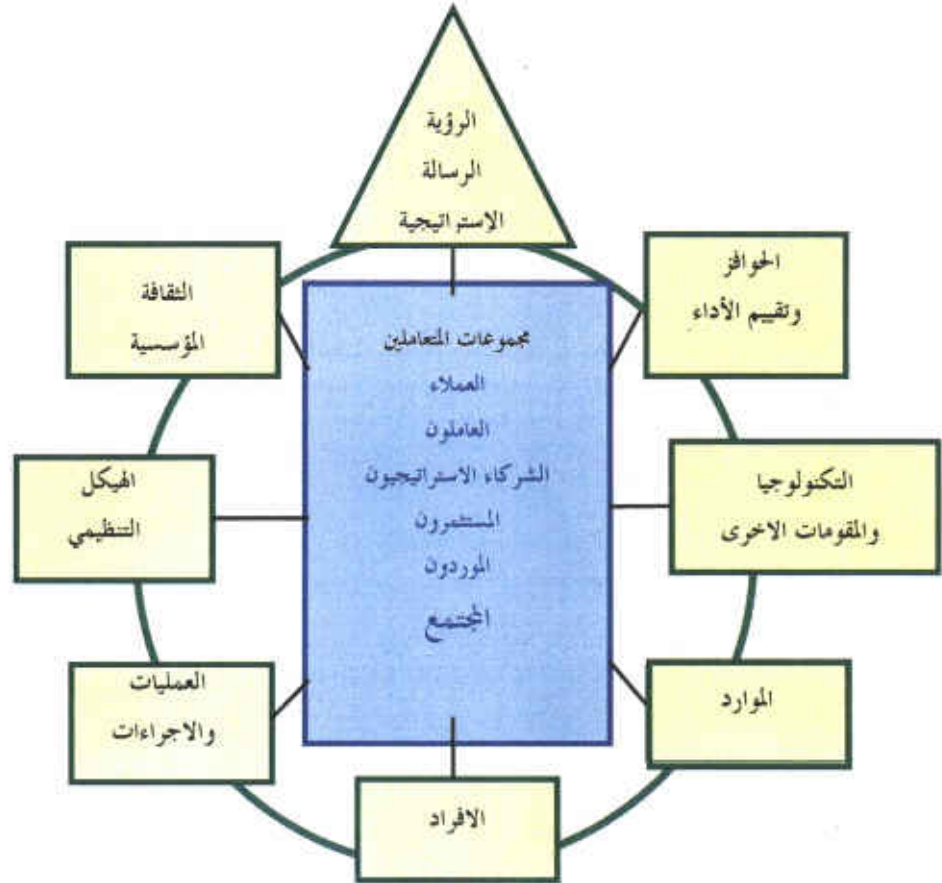 الرؤية
الرسالة
الاستراتيجية
الحوافز
وتقييم الأداء
الثقافة
المؤسسية
مجموعات المتعاملين
العملاء
العاملون
الشركاء الاستراتيجيون
المستثمرون
الموردون
المجتمع
التكنولوجيا
والمقومات الاخرى
الهيكل
التنظيمي
الموارد
العمليات
والاجراءات
الافراد